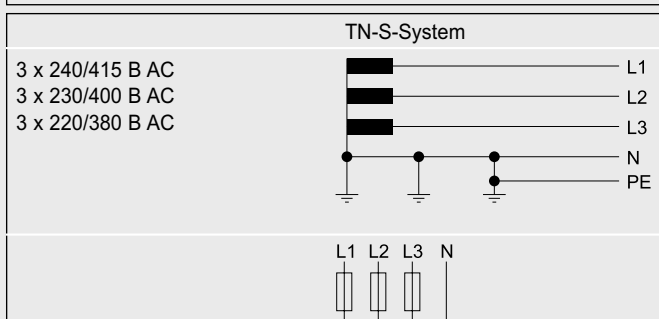 TN-S-System
3 x 240/415 В AC
3 x 230/400 В AC
3 x 220/380 В AC
L1
L2
L3
N
PE
L1 L2 L3 N